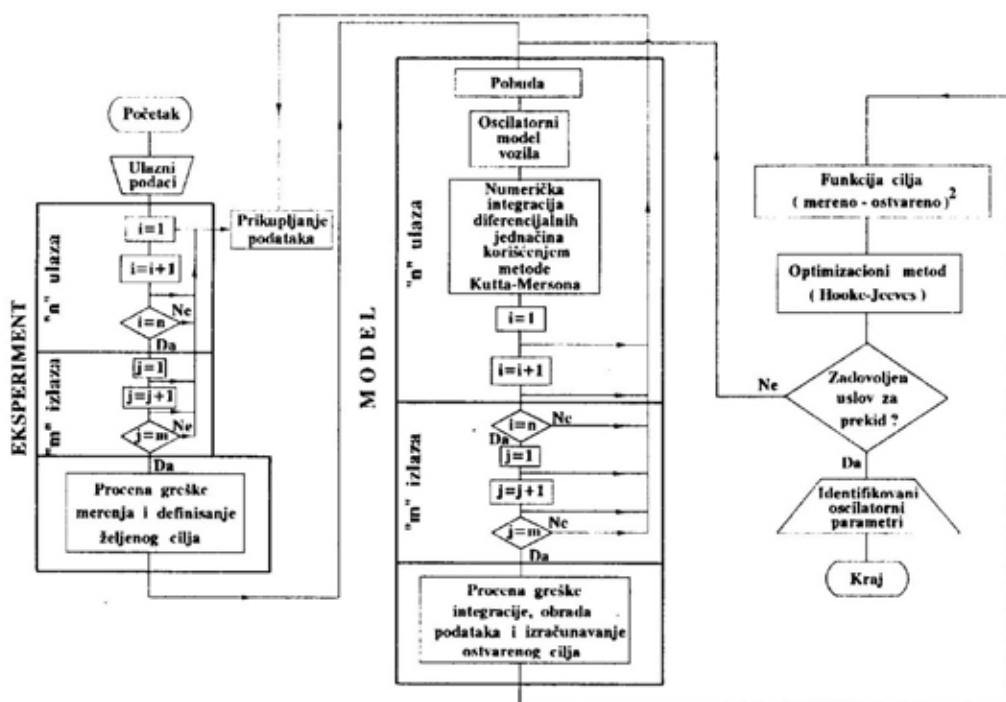 Početak
Ulazni
podaci
i=1
i=i+1
i=n
Ne
Da
j=1
j=j+1
j=m
Ne
Da
Procena greške
merenja i definisanje
željenog cilja
EKSPERIMENT
"n" ulaza
"m" izlaza
Prikupljanje
podataka
MODEL
"n" ulaza
"m" izlaza
Pobuda
Oscilatorni
model
vozila
Numerička
integracija
diferencijalnih
jednačina
korišćenjem
metode
Kutta-Mersona
i=1
i=i+1
i=n
Ne
Da
j=1
j=j+1
j=m
Ne
Da
Procena greške
integracije, obrada
podataka i izračunavanje
ostvarenog cilja
Funkcija cilja
( mereno - ostvareno )²
Optimizacioni metod
( Hooke-Jeeves )
Zadovoljen
uslov za
prekid ?
Ne
Da
Identifikovani
oscilatorni
parametri
Kraj